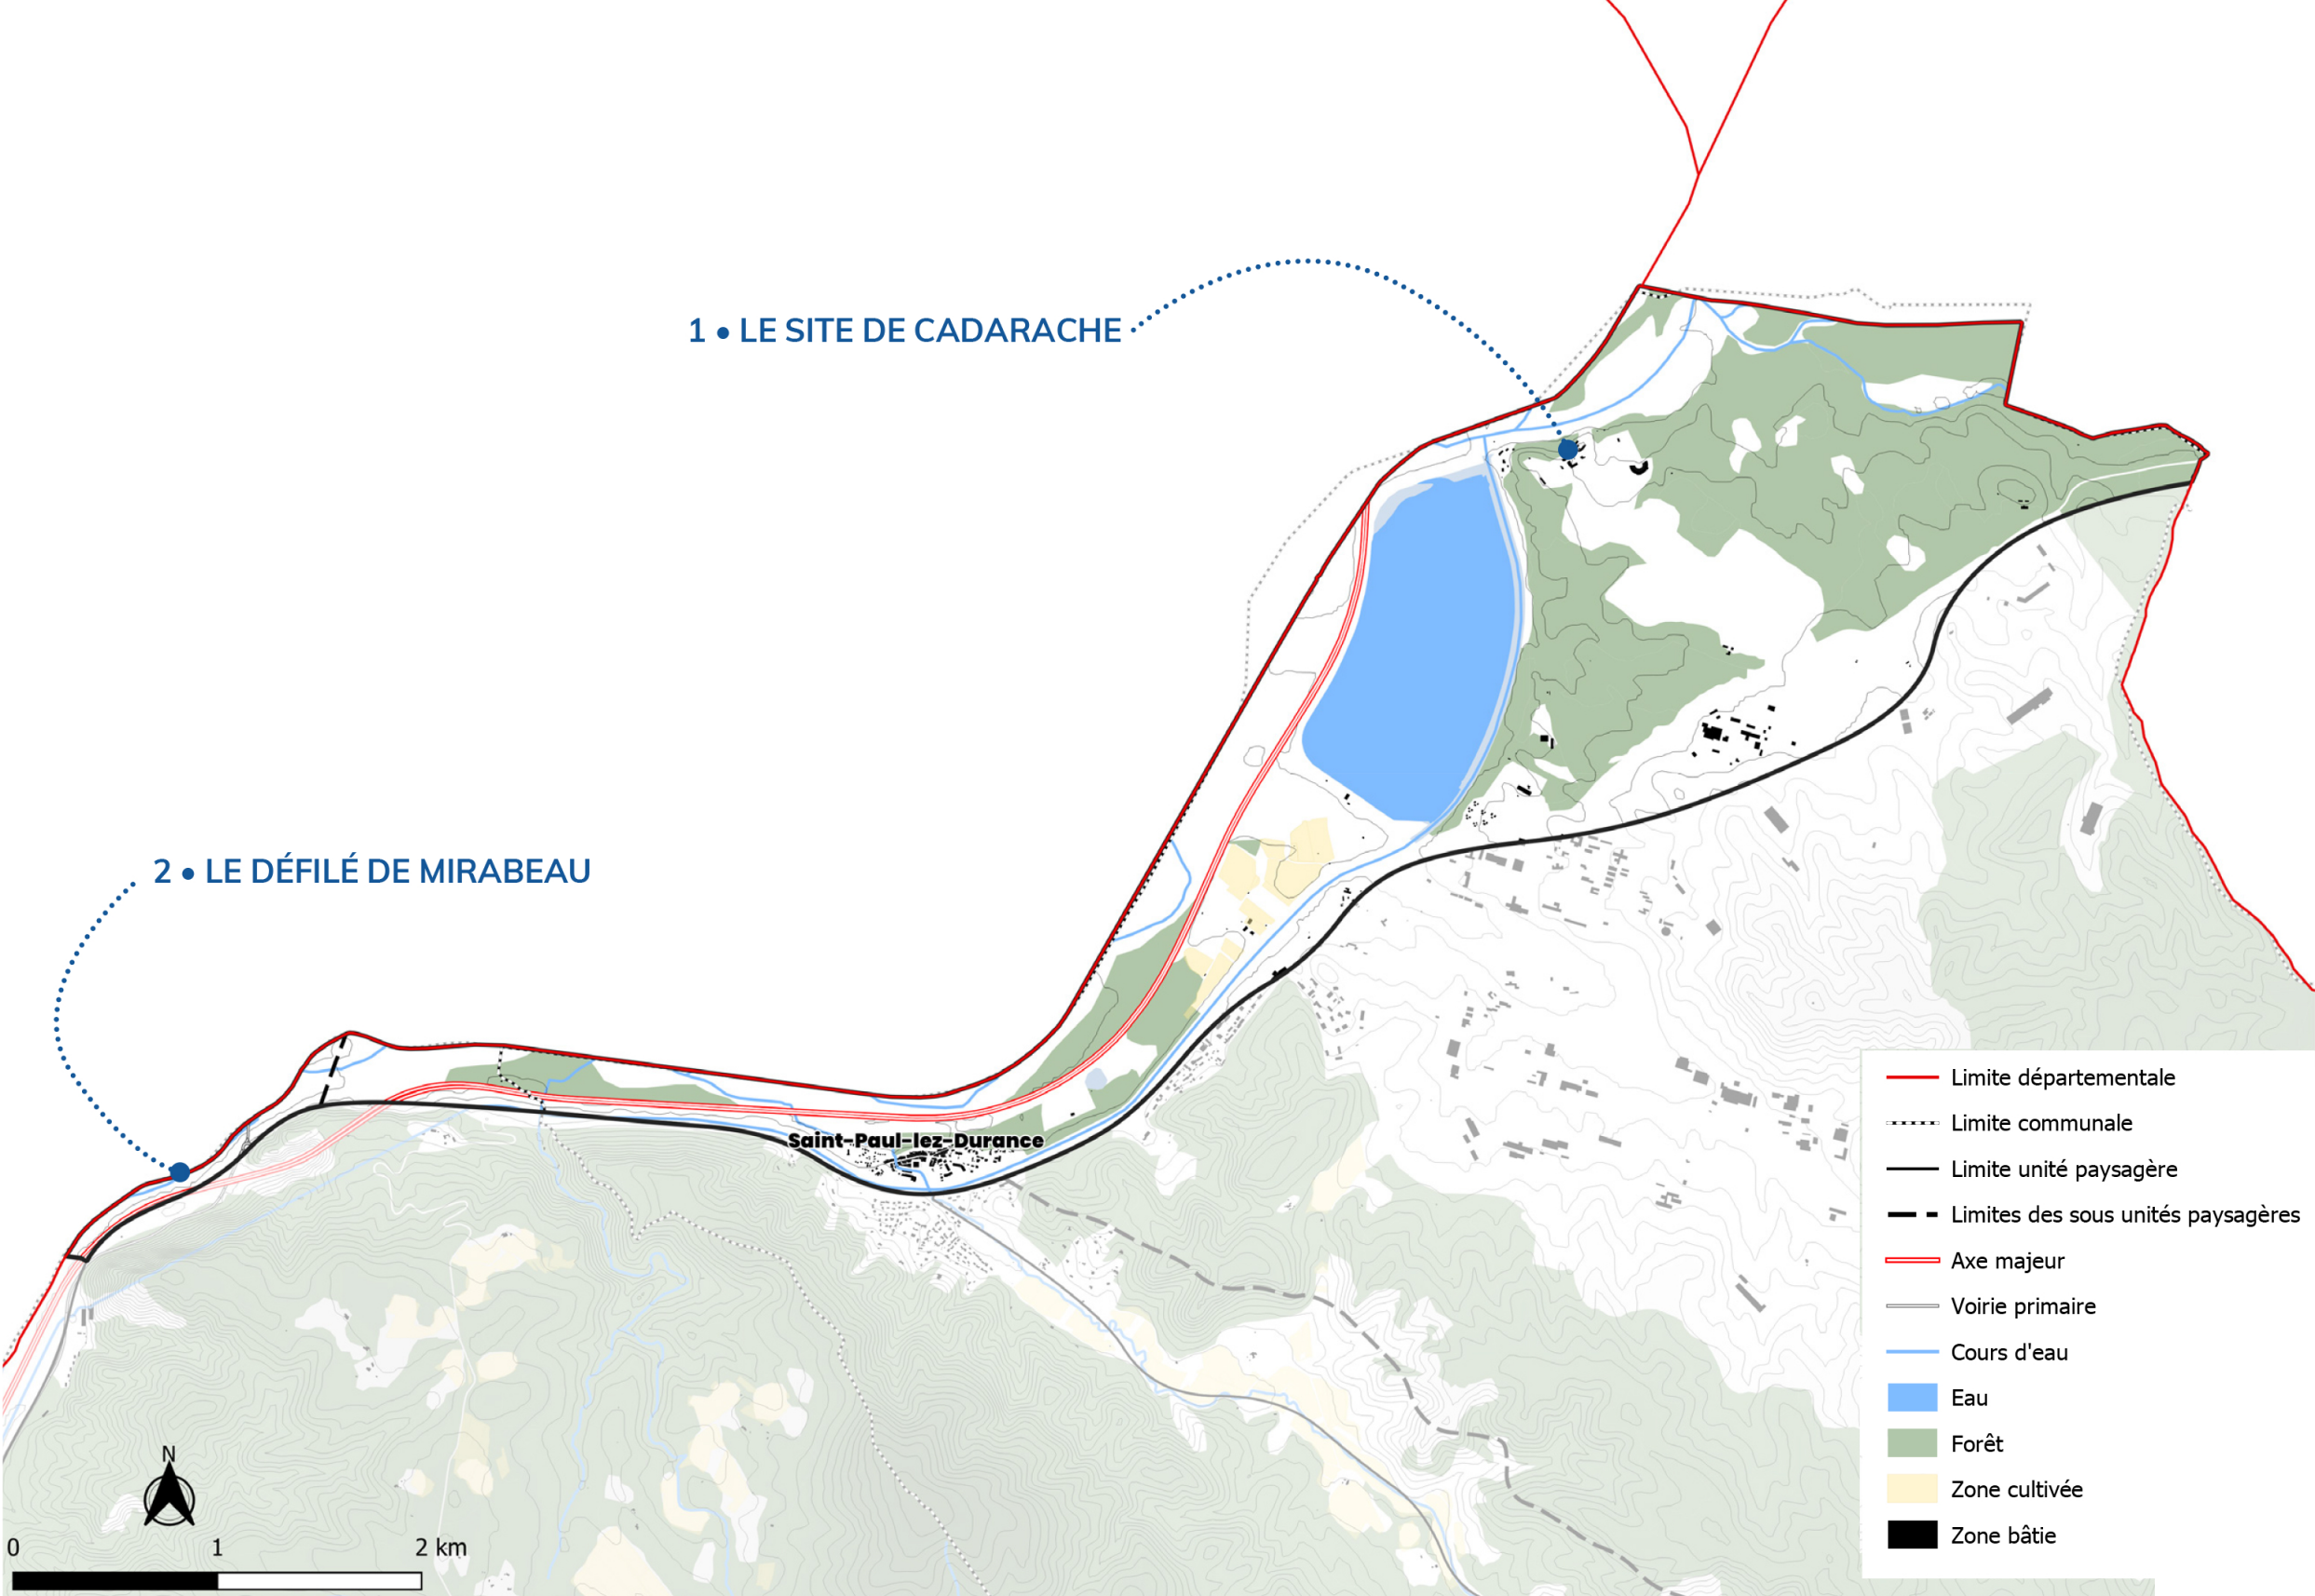 1 • LE SITE DE CADARACHE
2 • LE DÉFILÉ DE MIRABEAU
Saint-Paul-lez-Durance
Limite départementale
Limite communale
Limite unité paysagère
Limites des sous unités paysagères
Axe majeur
Voirie primaire
Cours d'eau
Eau
Forêt
Zone cultivée
Zone bâtie
N
0 1 2 km